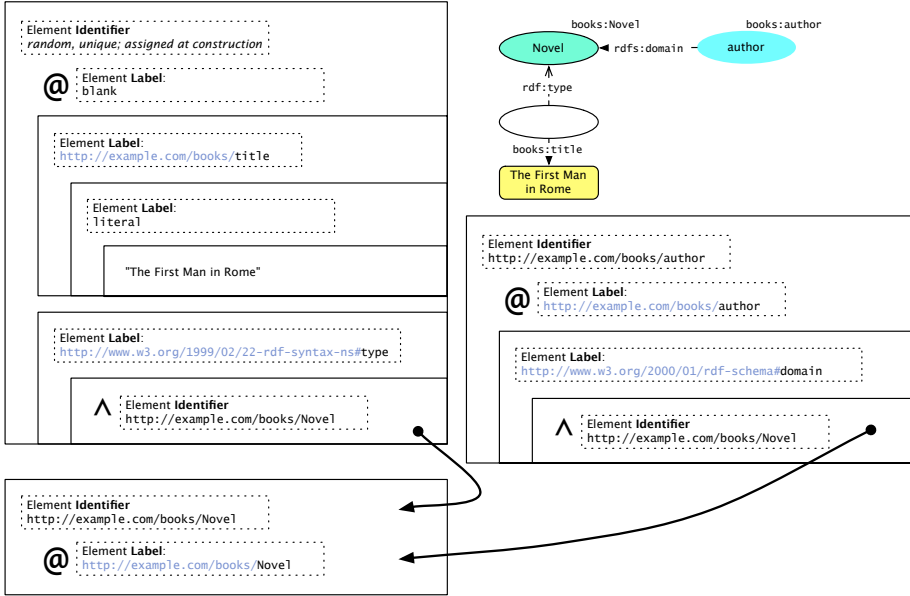 Element Identifier
random, unique; assigned at construction
@
Element Label:
blank
Element Label:
http://example.com/books/title
Element Label:
literal
"The First Man in Rome"
Element Label:
http://www.w3.org/1999/02/22-rdf-syntax-ns#type
^
Element Identifier
http://example.com/books/Novel
Element Identifier
http://example.com/books/Novel
@
Element Label:
http://example.com/books/Novel
books:Novel
books:author
Novel
rdfs:domain
author
rdf:type
books:title
The First Man
in Rome
Element Identifier
http://example.com/books/author
@
Element Label:
http://example.com/books/author
Element Label:
http://www.w3.org/2000/01/rdf-schema#domain
^
Element Identifier
http://example.com/books/Novel